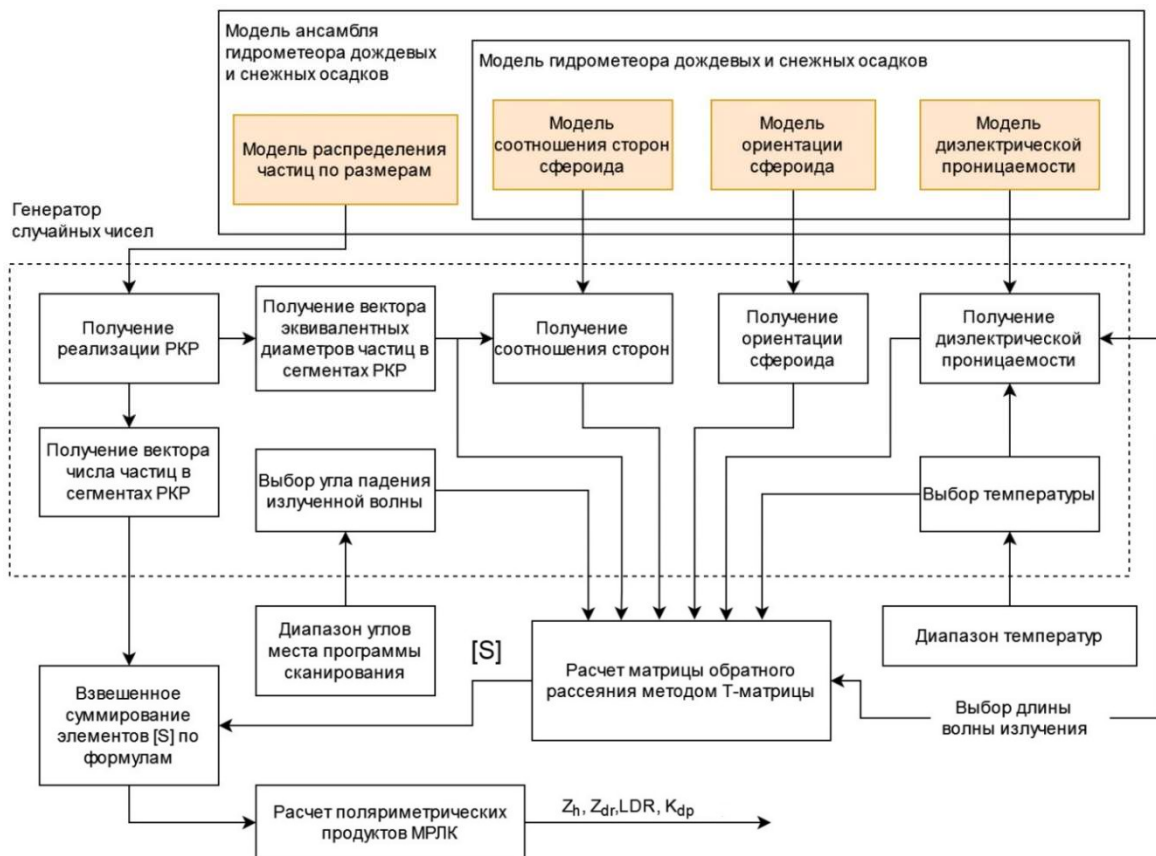 Модель ансамбля
гидрометеора дождевых
и снежных осадков
Модель гидрометеора дождевых и снежных осадков
Модель распределения
частиц по размерам
Модель
соотношения сторон
сфероида
Модель
ориентации
сфероида
Модель
диэлектрической
проницаемости
Генератор
случайных чисел
Получение
реализации РКР
Получение вектора
эквивалентных
диаметров частиц в
сегментах РКР
Получение
соотношения сторон
Получение
ориентации
сфероида
Получение
диэлектрической
проницаемости
Получение вектора
числа частиц в
сегментах РКР
Выбор угла падения
излученной волны
Выбор температуры
Диапазон углов
места программы
сканирования
[S]
Расчет матрицы обратного
рассеяния методом Т-матрицы
Диапазон температур
Взвешенное
суммирование
элементов [S] по
формулам
Выбор длины
волны излучения
Расчет поляриметрических
продуктов МРЛК
Zh, Zdr,LDR, Kdp